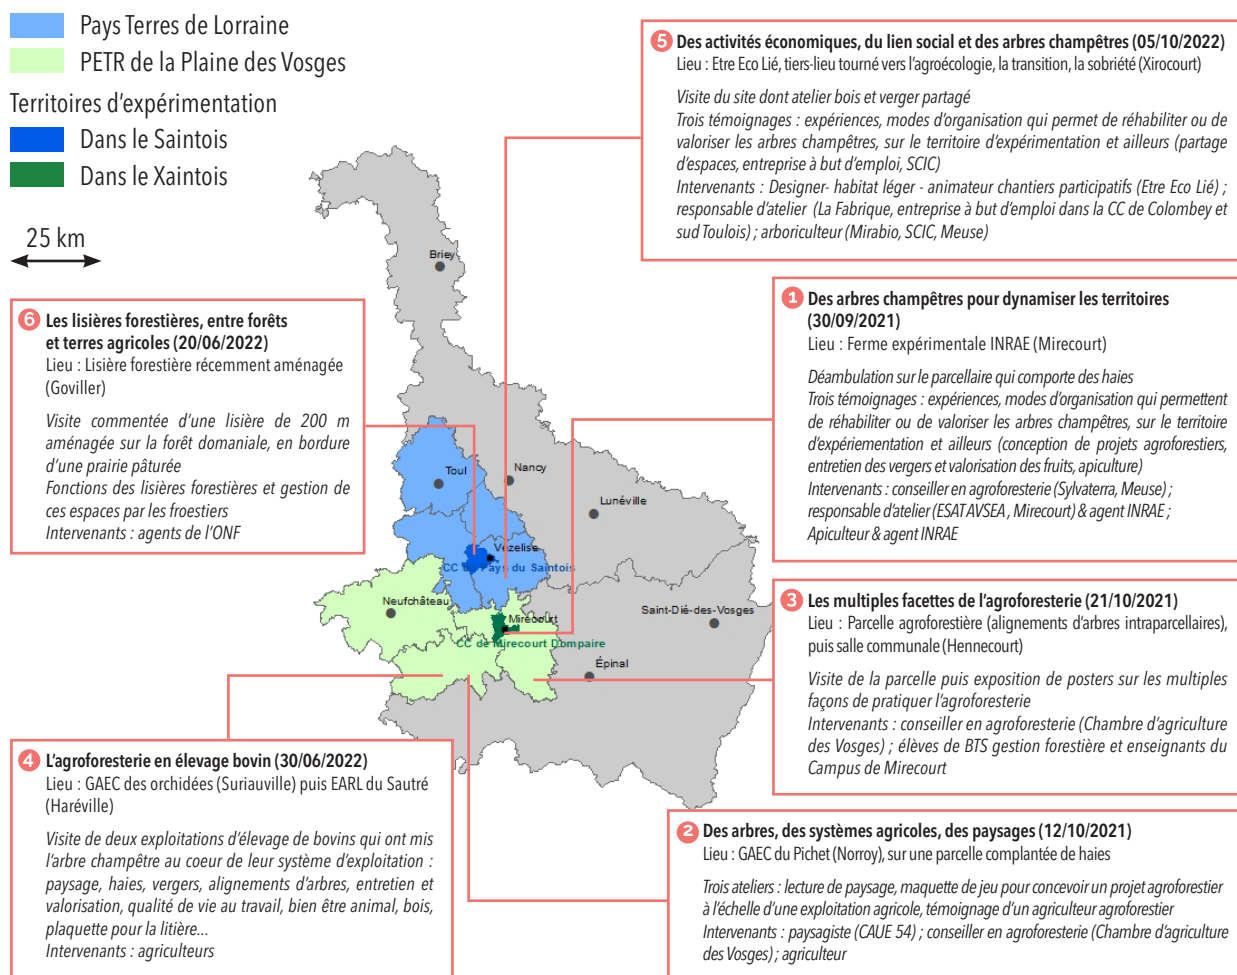 Pays Terres de Lorraine
PETR de la Plaine des Vosges
Territoires d'expérimentation
Dans le Saintois
Dans le Xaintois
25 km
5 Des activités économiques, du lien social et des arbres champêtres (05/10/2022)
Lieu : Etre Eco Lié, tiers-lieu tourné vers l'agroécologie, la transition, la sobriété (Xirocourt)
Visite du site dont atelier bois et verger partagé
Trois témoignages : expériences, modes d'organisation qui permet de réhabiliter ou de
valoriser les arbres champêtres, sur le territoire d'expérimentation et ailleurs (partage
d'espaces, entreprise à but d'emploi, SCIC)
Intervenants : Designer- habitat léger - animateur chantiers participatifs (Etre Eco Lié) ;
responsable d'atelier (La Fabrique, entreprise à but d'emploi dans la CC de Colombey et
sud Toulois) ; arboriculteur (Mirabio, SCIC, Meuse)
1 Des arbres champêtres pour dynamiser les territoires
(30/09/2021)
Lieu : Ferme expérimentale INRAE (Mirecourt)
Déambulation sur le parcellaire qui comporte des haies
Trois témoignages : expériences, modes d'organisation qui permettent
de réhabiliter ou de valoriser les arbres champêtres, sur le territoire
d'expériementation et ailleurs (conception de projets agroforestiers,
entretien des vergers et valorisation des fruits, apiculture)
Intervenants : conseiller en agroforesterie (Sylvaterra, Meuse) ;
responsable d'atelier (ESAT AVSEA , Mirecourt) & agent INRAE ;
Apiculteur & agent INRAE
6 Les lisières forestières, entre forêts
et terres agricoles (20/06/2022)
Lieu : Lisière forestière récemment aménagée
(Goviller)
Visite commentée d'une lisière de 200 m
aménagée sur la forêt domaniale, en bordure
d'une prairie pâturée
Fonctions des lisières forestières et gestion de
ces espaces par les froestiers
Intervenants : agents de l'ONF
Briey
Toul
Nancy
Lunéville
Vézelise
CC du Pays du Saintois
Neufchâteau
Mirecourt
CC de Mirecourt Dompaire
Saint-Dié-des-Vosges
Épinal
3 Les multiples facettes de l'agroforesterie (21/10/2021)
Lieu : Parcelle agroforestière (alignements d'arbres intraparcellaires),
puis salle communale (Hennecourt)
Visite de la parcelle puis exposition de posters sur les multiples
façons de pratiquer l'agroforesterie
Intervenants : conseiller en agroforesterie (Chambre d'agriculture
des Vosges) ; élèves de BTS gestion forestière et enseignants du
Campus de Mirecourt
4 L'agroforesterie en élevage bovin (30/06/2022)
Lieu : GAEC des orchidées (Suriauville) puis EARL du Sautré
(Haréville)
Visite de deux exploitations d'élevage de bovins qui ont mis
l'arbre champêtre au coeur de leur système d'exploitation :
paysage, haies, vergers, alignements d'arbres, entretien et
valorisation, qualité de vie au travail, bien être animal, bois,
plaquette pour la litière...
Intervenants : agriculteurs
2 Des arbres, des systèmes agricoles, des paysages (12/10/2021)
Lieu : GAEC du Pichet (Norroy), sur une parcelle complantée de haies
Trois ateliers : lecture de paysage, maquette de jeu pour concevoir un projet agroforestier
à l'échelle d'une exploitation agricole, témoignage d'un agriculteur agroforestier
Intervenants : paysagiste (CAUE 54) ; conseiller en agroforesterie (Chambre d'agriculture
des Vosges) ; agriculteur